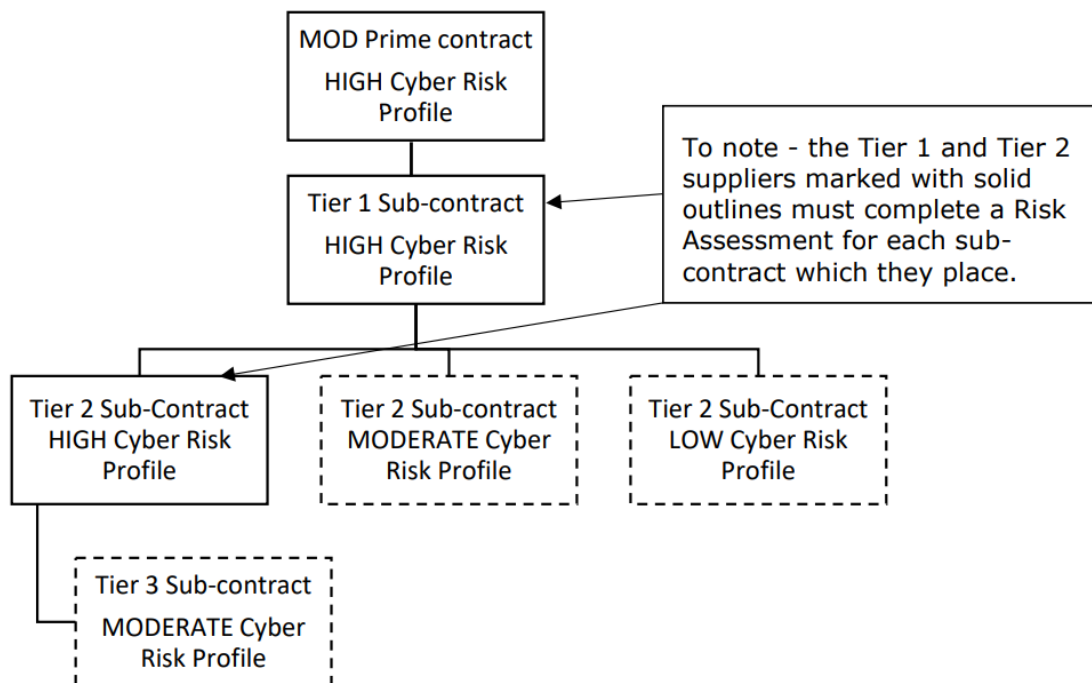 MOD Prime contract
HIGH Cyber Risk
Profile
Tier 1 Sub-contract
HIGH Cyber Risk
Profile
To note - the Tier 1 and Tier 2
suppliers marked with solid
outlines must complete a Risk
Assessment for each sub-
contract which they place.
Tier 2 Sub-Contract
HIGH Cyber Risk
Profile
Tier 2 Sub-contract
MODERATE Cyber
Risk Profile
Tier 2 Sub-Contract
LOW Cyber Risk
Profile
Tier 3 Sub-contract
MODERATE Cyber
Risk Profile